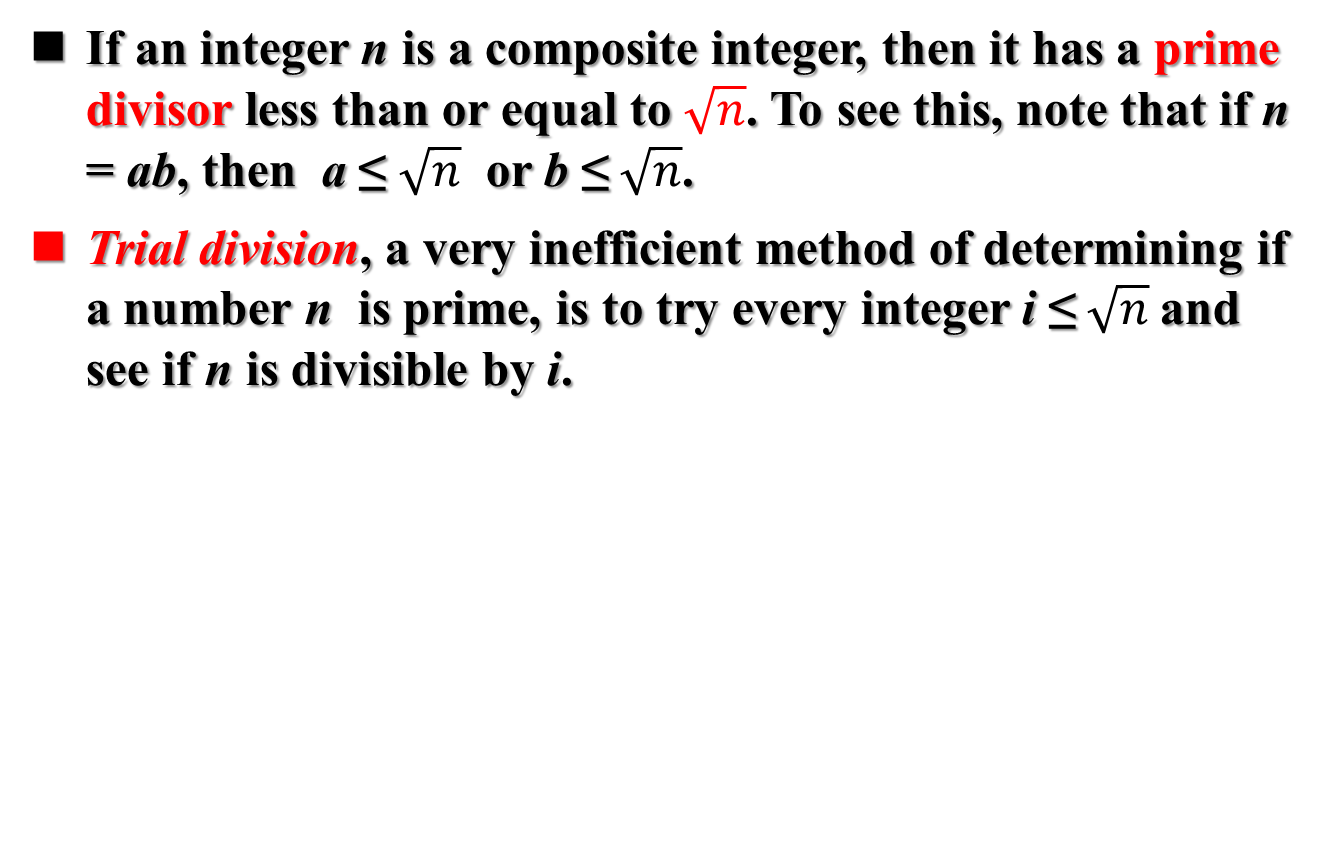 ■ If an integer n is a composite integer, then it has a prime
divisor less than or equal to √n. To see this, note that if n
= ab, then a ≤ √n or b ≤ √n.
■ Trial division, a very inefficient method of determining if
a number n is prime, is to try every integer i ≤ √n and
see if n is divisible by i.